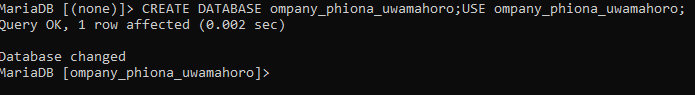 MariaDB [(none)]> CREATE DATABASE ompany_phiona_uwamahoro;USE ompany_phiona_uwamahoro;
Query OK, 1 row affected (0.002 sec)
Database changed
MariaDB [ompany_phiona_uwamahoro]>